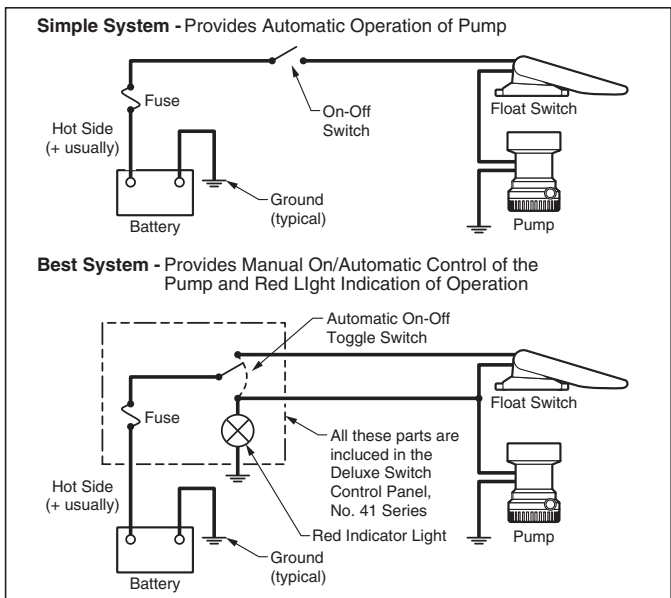 Simple System - Provides Automatic Operation of Pump
Fuse
On-Off
Switch
Float Switch
Hot Side
(+ usually)
Ground
(typical)
Battery
Pump
Best System - Provides Manual On/Automatic Control of the
Pump and Red LIght Indication of Operation
Automatic On-Off
Toggle Switch
Float Switch
Fuse
All these parts are
inclucded in the
Deluxe Switch
Control Panel,
No. 41 Series
Hot Side
(+ usually)
Red Indicator Light
Pump
Ground
(typical)
Battery